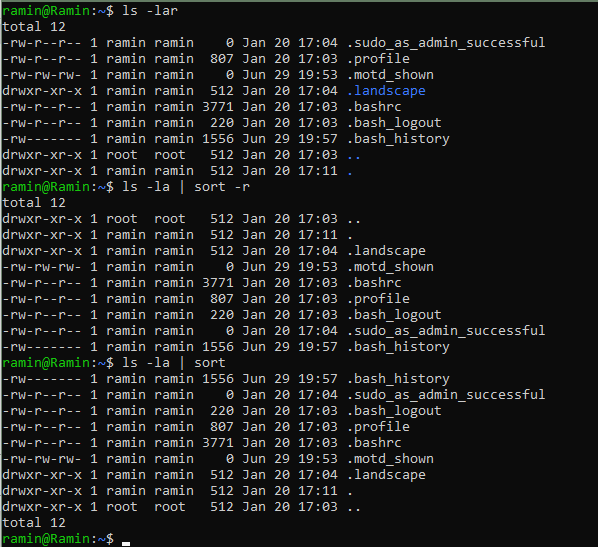 ramin@Ramin:~$ ls -lar
total 12
-rw-r--r-- 1 ramin ramin    0 Jan 20 17:04 .sudo_as_admin_successful
-rw-r--r-- 1 ramin ramin  807 Jan 20 17:03 .profile
-rw-rw-rw- 1 ramin ramin    0 Jun 29 19:53 .motd_shown
drwxr-xr-x 1 ramin ramin  512 Jan 20 17:04 .landscape
-rw-r--r-- 1 ramin ramin 3771 Jan 20 17:03 .bashrc
-rw-r--r-- 1 ramin ramin  220 Jan 20 17:03 .bash_logout
-rw------- 1 ramin ramin 1556 Jun 29 19:57 .bash_history
drwxr-xr-x 1 root  root   512 Jan 20 17:03 ..
drwxr-xr-x 1 ramin ramin  512 Jan 20 17:11 .
ramin@Ramin:~$ ls -la | sort -r
total 12
drwxr-xr-x 1 root  root   512 Jan 20 17:03 ..
drwxr-xr-x 1 ramin ramin  512 Jan 20 17:11 .
drwxr-xr-x 1 ramin ramin  512 Jan 20 17:04 .landscape
-rw-rw-rw- 1 ramin ramin    0 Jun 29 19:53 .motd_shown
-rw-r--r-- 1 ramin ramin 3771 Jan 20 17:03 .bashrc
-rw-r--r-- 1 ramin ramin  807 Jan 20 17:03 .profile
-rw-r--r-- 1 ramin ramin  220 Jan 20 17:03 .bash_logout
-rw-r--r-- 1 ramin ramin    0 Jan 20 17:04 .sudo_as_admin_successful
-rw------- 1 ramin ramin 1556 Jun 29 19:57 .bash_history
ramin@Ramin:~$ ls -la | sort
-rw------- 1 ramin ramin 1556 Jun 29 19:57 .bash_history
-rw-r--r-- 1 ramin ramin    0 Jan 20 17:04 .sudo_as_admin_successful
-rw-r--r-- 1 ramin ramin  220 Jan 20 17:03 .bash_logout
-rw-r--r-- 1 ramin ramin  807 Jan 20 17:03 .profile
-rw-r--r-- 1 ramin ramin 3771 Jan 20 17:03 .bashrc
-rw-rw-rw- 1 ramin ramin    0 Jun 29 19:53 .motd_shown
drwxr-xr-x 1 ramin ramin  512 Jan 20 17:04 .landscape
drwxr-xr-x 1 ramin ramin  512 Jan 20 17:11 .
drwxr-xr-x 1 root  root   512 Jan 20 17:03 ..
total 12
ramin@Ramin:~$